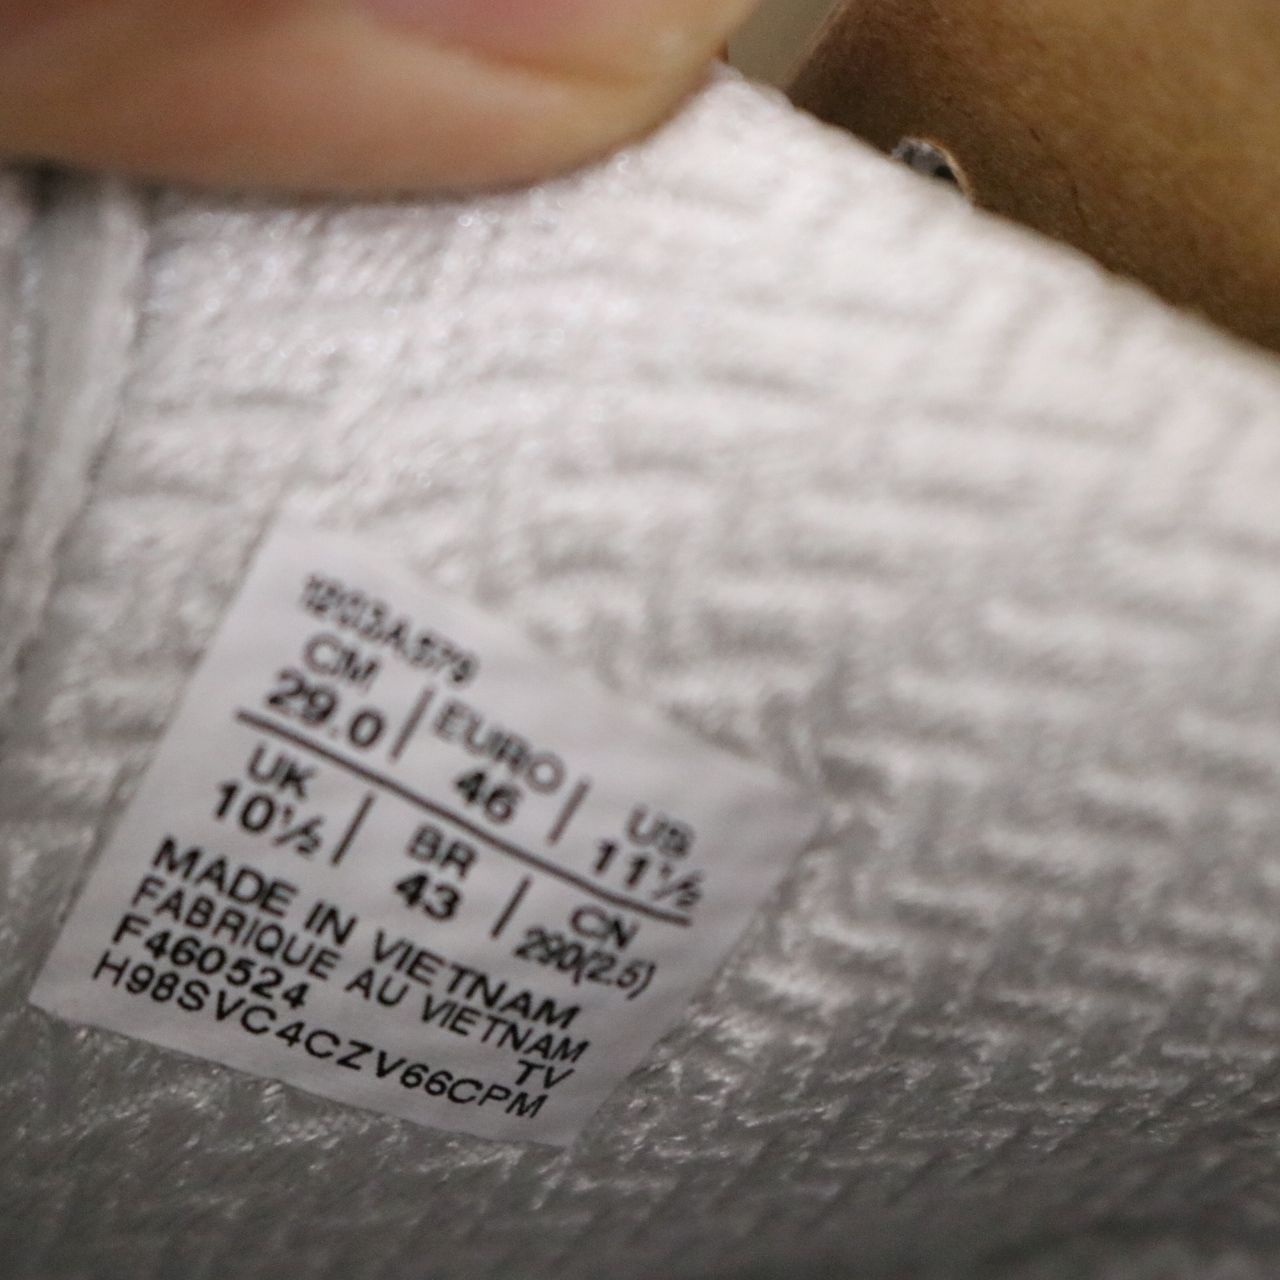 1203A579
CM | EURO | US
29.0 | 46 | 11½
UK | BR | CN
10½ | 43 | 290(2.5)
MADE IN VIETNAM
FABRIQUE AU VIETNAM
F460524 TV
H98SVC4CZV66CPM